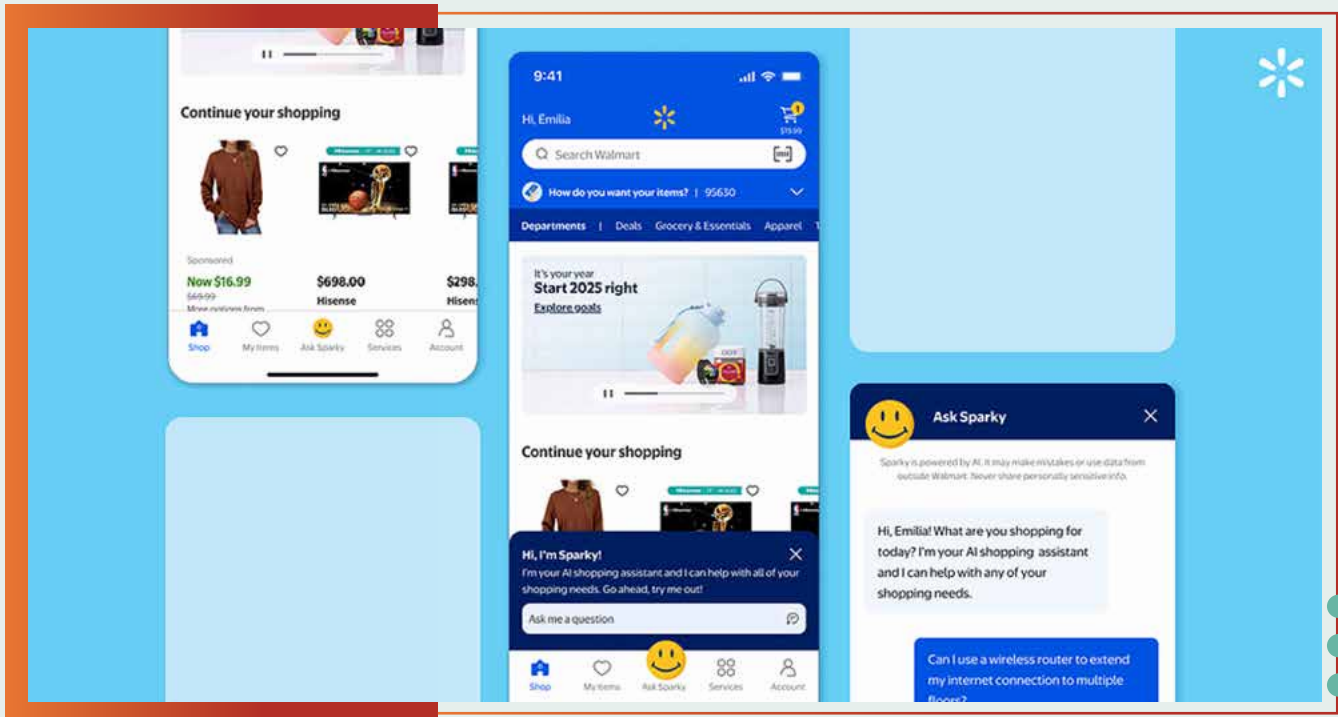 Continue your shopping
Sponsored
Now $16.99
$69.99
More options from
$698.00
Hisense
$298.
Hisens
Shop
My Items
Ask Sparky
Services
Account
9:41
Hi, Emilia
1
$19.99
Search Walmart
How do you want your items? | 95630
Departments | Deals Grocery & Essentials Apparel T
It's your year
Start 2025 right
Explore goals
Continue your shopping
Hi, I'm Sparky!
I'm your AI shopping assistant and I can help with all of your
shopping needs. Go ahead, try me out!
Ask me a question
Shop
My Items
Ask Sparky
Services
Account
Ask Sparky
Sparky is powered by AI. It may make mistakes or use data from
outside Walmart. Never share personally sensitive info.
Hi, Emilia! What are you shopping for
today? I'm your AI shopping assistant
and I can help with any of your
shopping needs.
Can I use a wireless router to extend
my internet connection to multiple
floors?